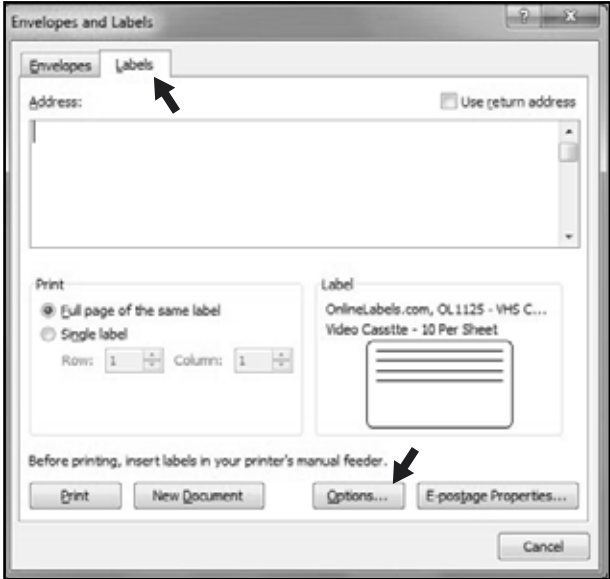 Envelopes and Labels
Envelopes Labels
Address: Use return address
Print
Full page of the same label
Single label
Row: 1 Column: 1
Label
OnlineLabels.com, OL1125 - VHS C...
Video Casstte - 10 Per Sheet
Before printing, insert labels in your printer's manual feeder.
Print New Document Options... E-postage Properties...
Cancel